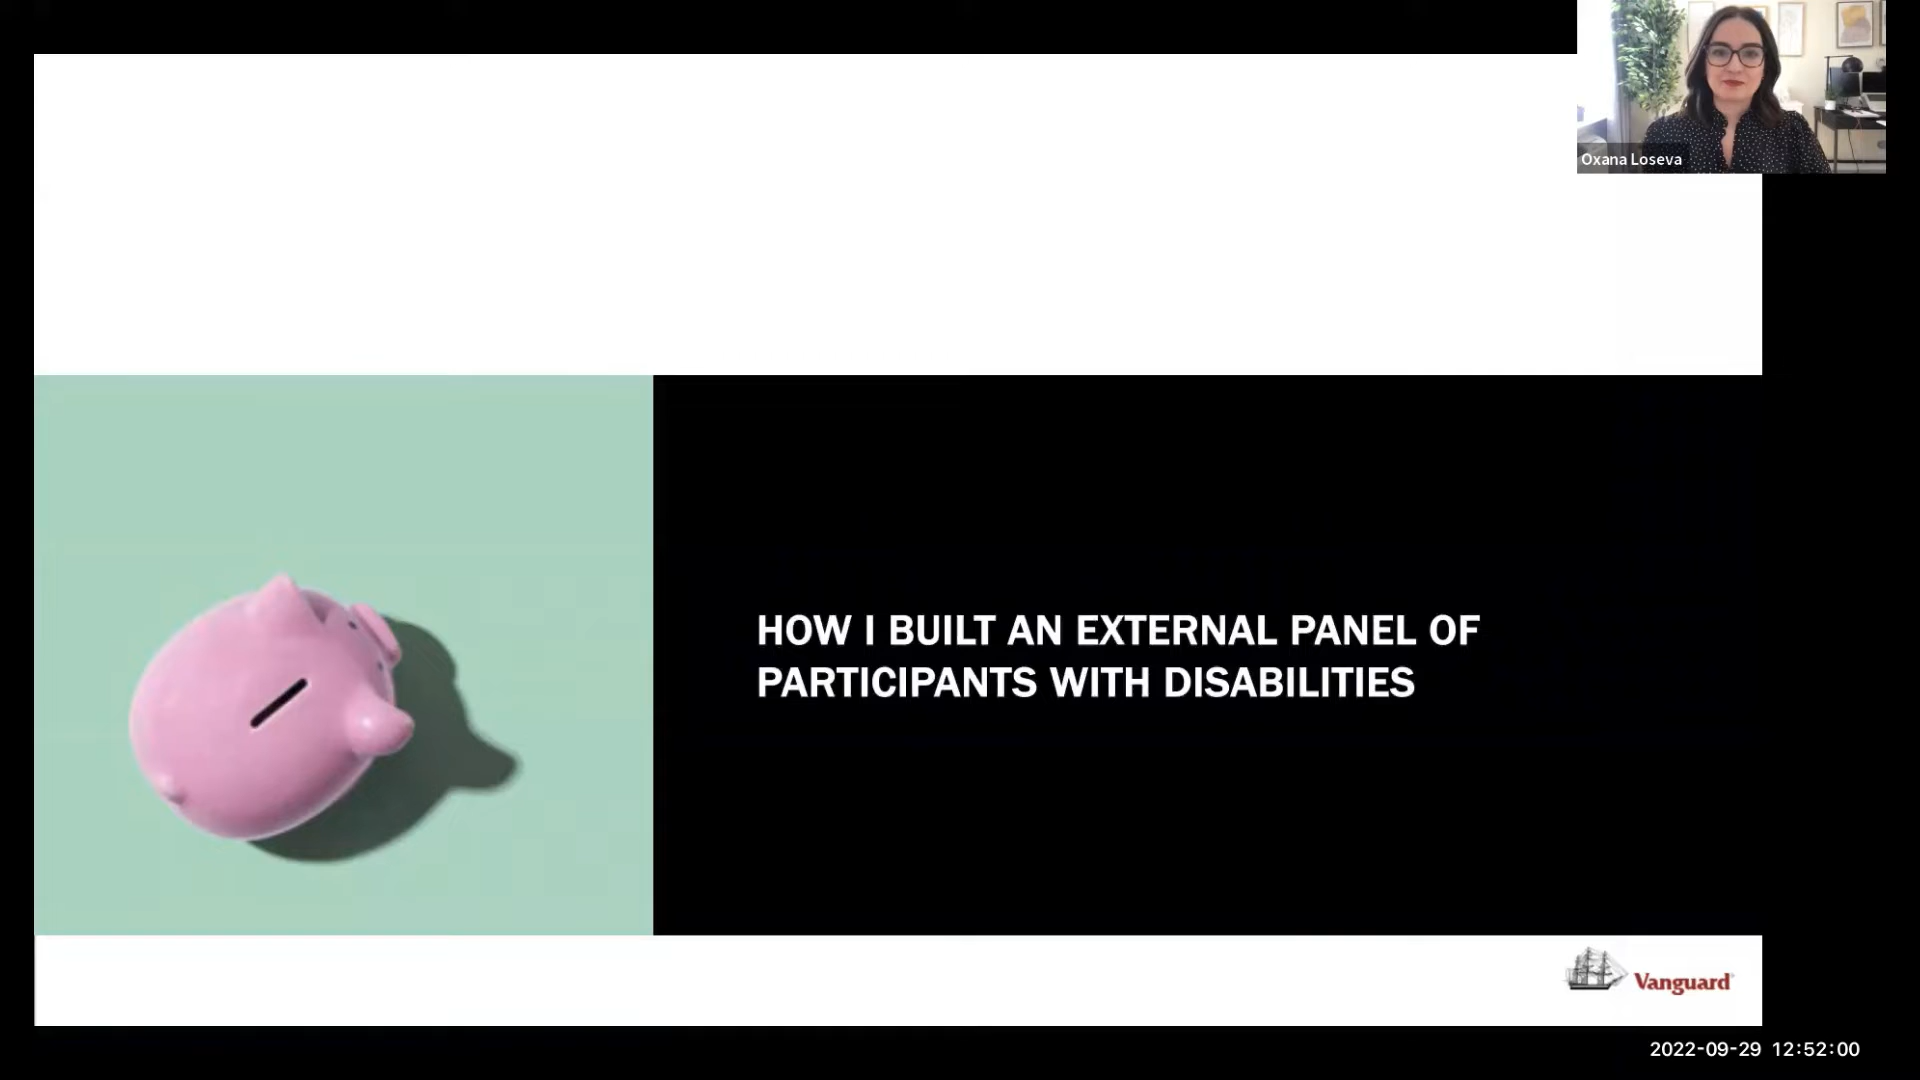 Oxana Loseva
HOW I BUILT AN EXTERNAL PANEL OF
PARTICIPANTS WITH DISABILITIES
Vanguard
2022-09-29 12:52:00